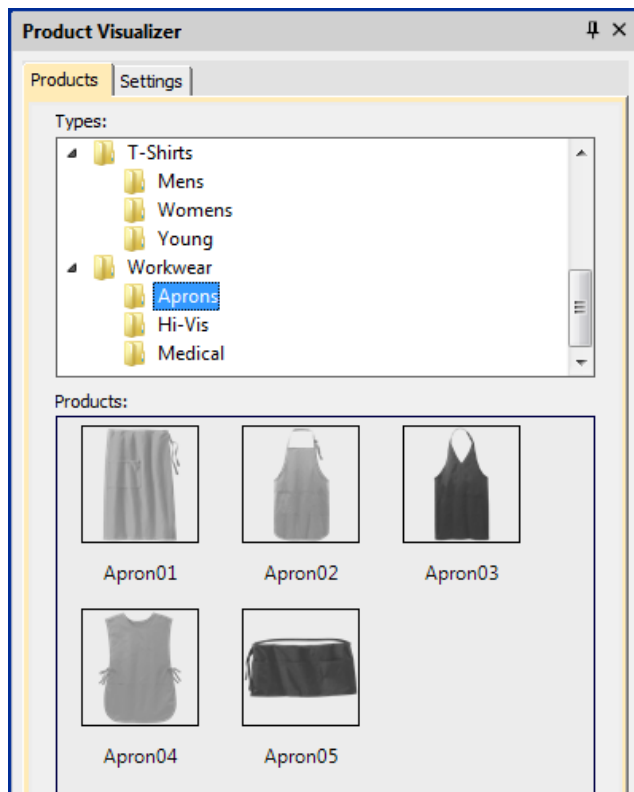 Product Visualizer
Products Settings
Types:
T-Shirts
Mens
Womens
Young
Workwear
Aprons
Hi-Vis
Medical
Products:
Apron01 Apron02 Apron03
Apron04 Apron05